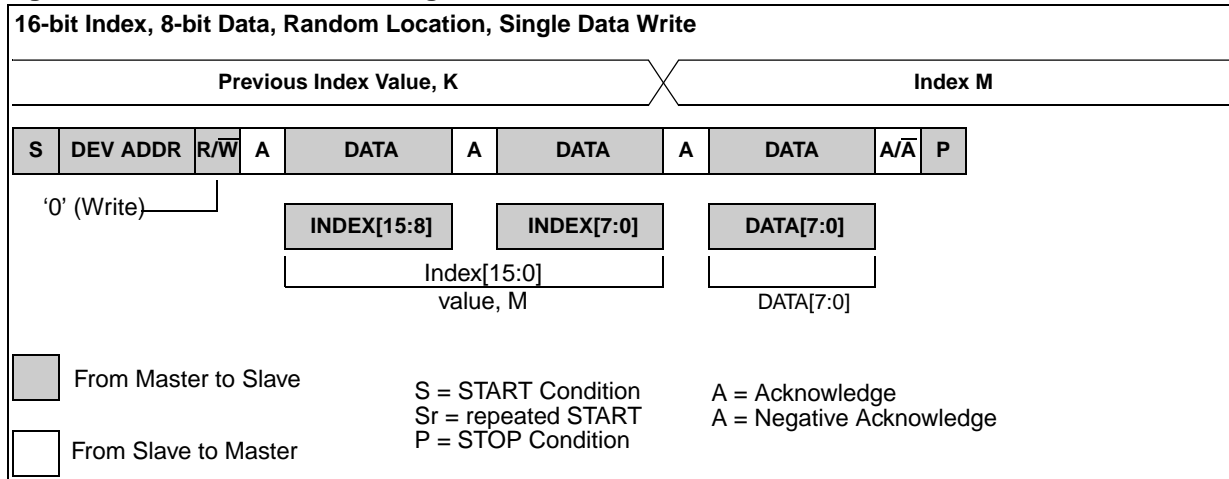 16-bit Index, 8-bit Data, Random Location, Single Data Write
Previous Index Value, K Index M
S DEV ADDR R/W̅ A DATA A DATA A DATA A/A̅ P
‘0’ (Write)
INDEX[15:8] INDEX[7:0] DATA[7:0]
Index[15:0]
value, M DATA[7:0]
From Master to Slave
S = START Condition A = Acknowledge
Sr = repeated START A = Negative Acknowledge
P = STOP Condition
From Slave to Master